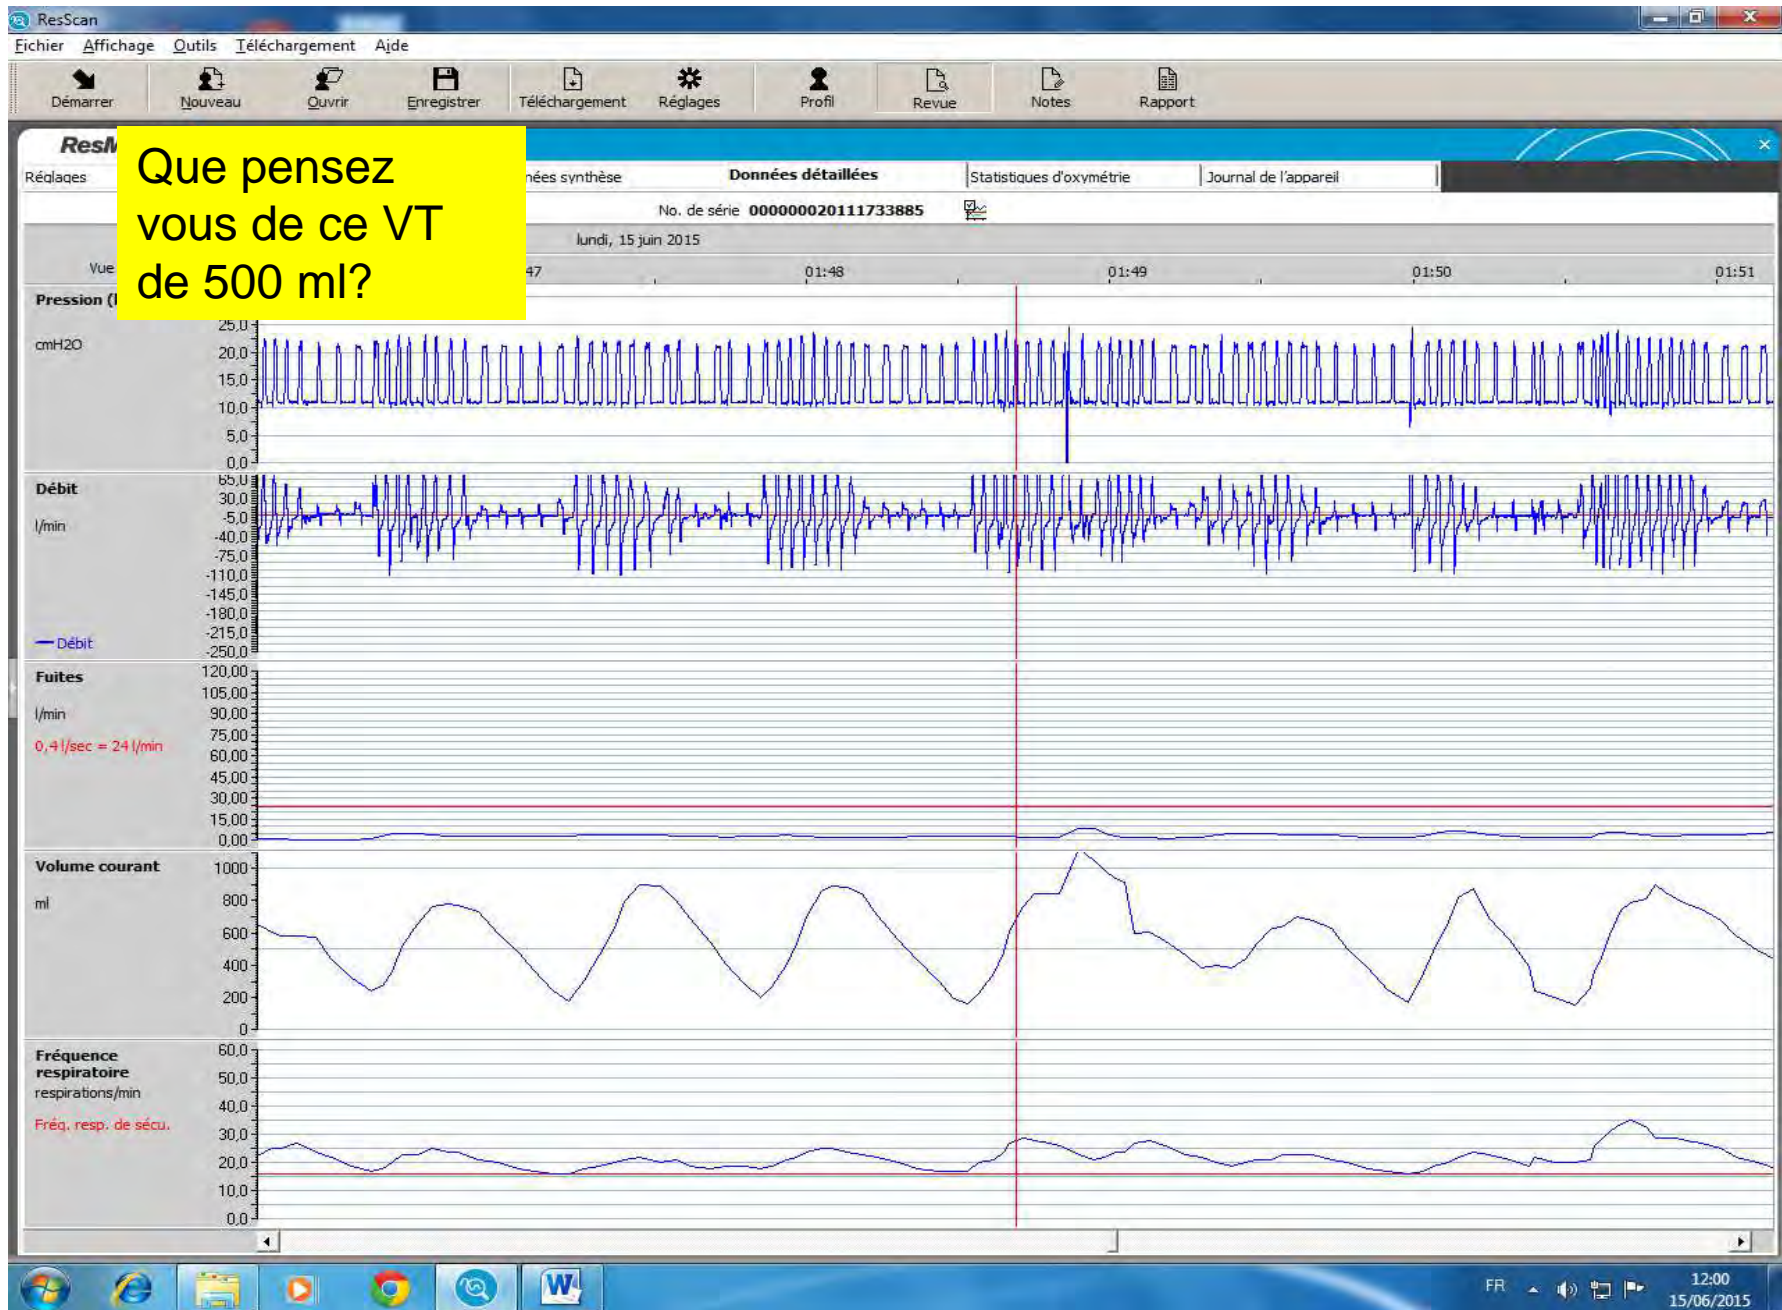 ResScan
Fichier Affichage Outils Téléchargement Aide
Démarrer Nouveau Ouvrir Enregistrer Téléchargement Réglages Profil Revue Notes Rapport
Réglages synthèse Données détaillées Statistiques d'oxymétrie Journal de l'appareil
Que pensez
vous de ce VT
de 500 ml?
No. de série 000000020111733885
lundi, 15 juin 2015
Vue 47 01:48 01:49 01:50 01:51
Pression
cmH2O
25,0
20,0
15,0
10,0
5,0
0,0
Débit
l/min
65,0
30,0
-5,0
-40,0
-75,0
-110,0
-145,0
-180,0
-215,0
-250,0
Débit
Fuites
l/min
0,4 l/sec = 24 l/min
120,00
105,00
90,00
75,00
60,00
45,00
30,00
15,00
0,00
Volume courant
ml
1000
800
600
400
200
0
Fréquence
respiratoire
respirations/min
Fréq. resp. de sécu.
60,0
50,0
40,0
30,0
20,0
10,0
0,0
W
FR
12:00
15/06/2015